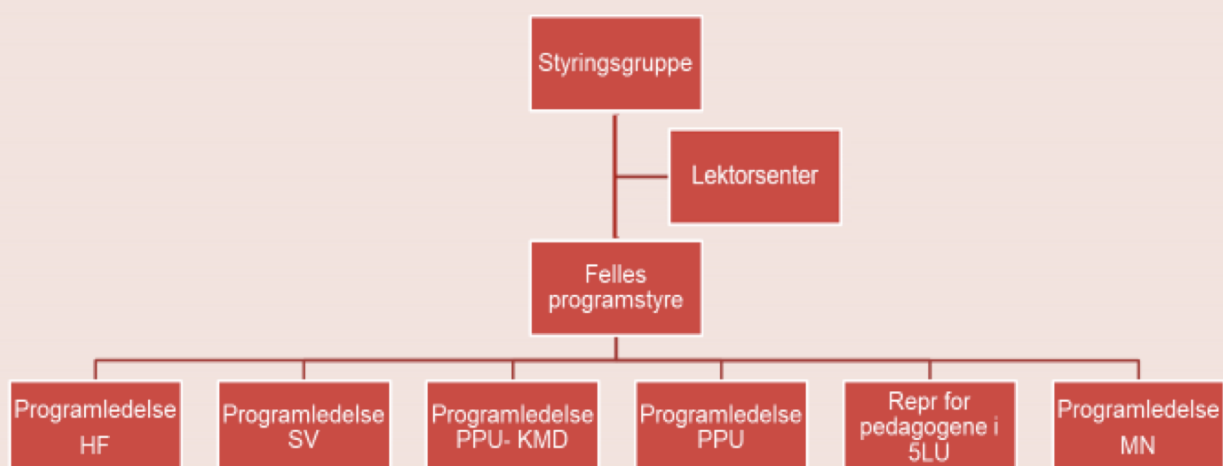 Styringsgruppe
Lektorsenter
Felles
programstyre
Programledelse
HF
Programledelse
SV
Programledelse
PPU- KMD
Programledelse
PPU
Repr for
pedagogene i
5LU
Programledelse
MN